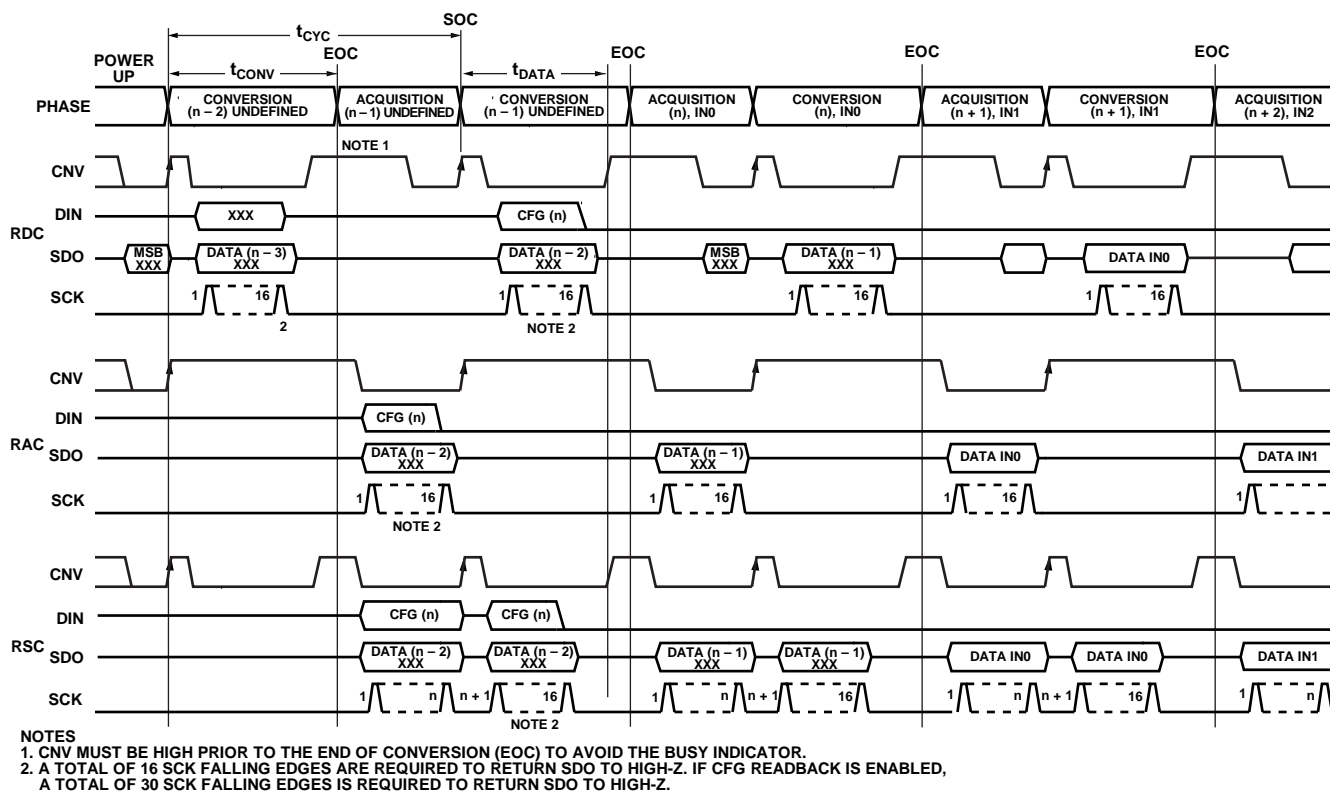 SOC
tCYC
EOC EOC EOC EOC
POWER UP
tCONV
tDATA
PHASE
CONVERSION (n – 2) UNDEFINED
ACQUISITION (n – 1) UNDEFINED
CONVERSION (n – 1) UNDEFINED
ACQUISITION (n), IN0
CONVERSION (n), IN0
ACQUISITION (n + 1), IN1
CONVERSION (n + 1), IN1
ACQUISITION (n + 2), IN2
NOTE 1
CNV
DIN
XXX
CFG (n)
RDC
SDO
MSB XXX
DATA (n – 3) XXX
DATA (n – 2) XXX
MSB XXX
DATA (n – 1) XXX
DATA IN0
SCK
1 16 1 16 1 16 1 16
2
NOTE 2
CNV
DIN
CFG (n)
RAC
SDO
DATA (n – 2) XXX
DATA (n – 1) XXX
DATA IN0
DATA IN1
SCK
1 16 1 16 1 16 1
NOTE 2
CNV
DIN
CFG (n)
CFG (n)
RSC
SDO
DATA (n – 2) XXX
DATA (n – 2) XXX
DATA (n – 1) XXX
DATA (n – 1) XXX
DATA IN0
DATA IN0
DATA IN1
SCK
1 n n + 1 16 1 n n + 1 16 1 n n + 1 16 1 n
NOTE 2
NOTES
1. CNV MUST BE HIGH PRIOR TO THE END OF CONVERSION (EOC) TO AVOID THE BUSY INDICATOR.
2. A TOTAL OF 16 SCK FALLING EDGES ARE REQUIRED TO RETURN SDO TO HIGH-Z. IF CFG READBACK IS ENABLED,
A TOTAL OF 30 SCK FALLING EDGES IS REQUIRED TO RETURN SDO TO HIGH-Z.